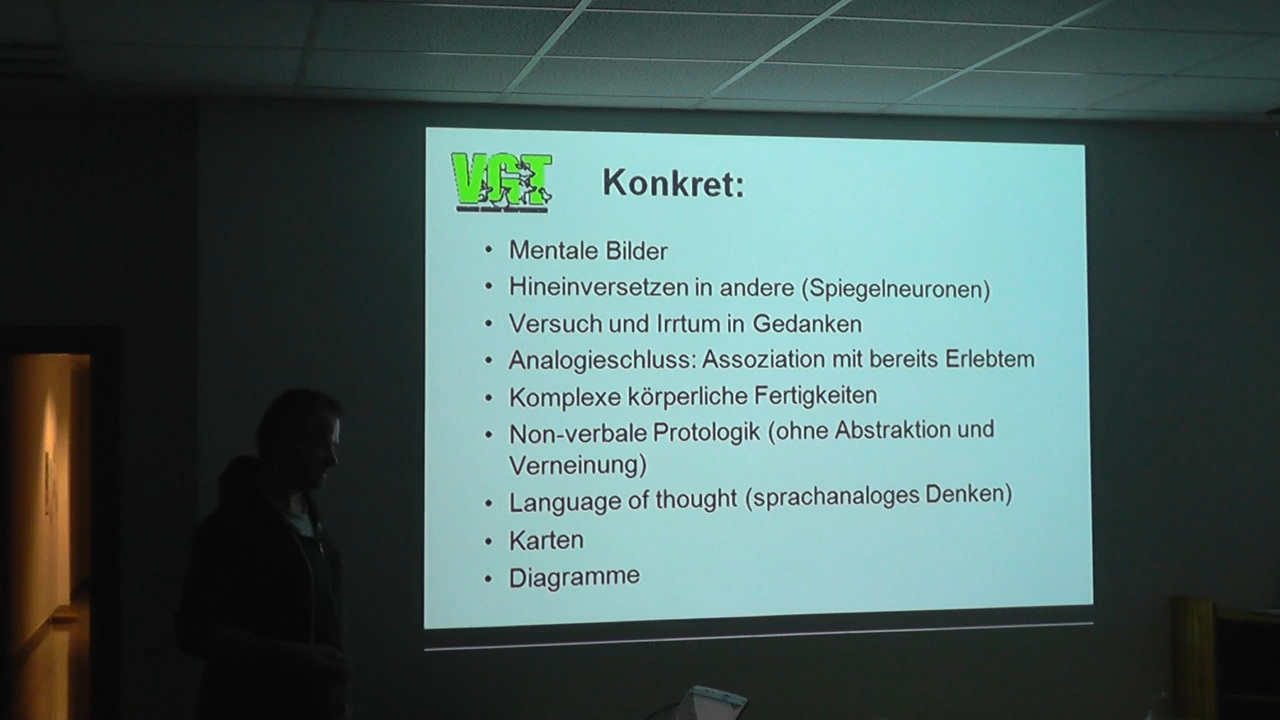 VGT
Konkret:
• Mentale Bilder
• Hineinversetzen in andere (Spiegelneuronen)
• Versuch und Irrtum in Gedanken
• Analogieschluss: Assoziation mit bereits Erlebtem
• Komplexe körperliche Fertigkeiten
• Non-verbale Protologik (ohne Abstraktion und
Verneinung)
• Language of thought (sprachanaloges Denken)
• Karten
• Diagramme